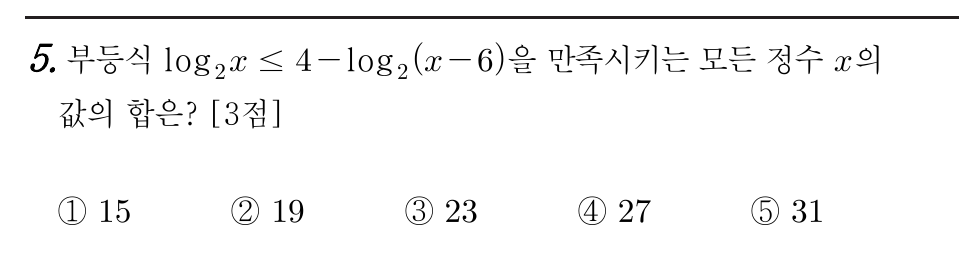 5. 부등식 log₂x ≤ 4−log₂(x−6)을 만족시키는 모든 정수 x의
값의 합은? [3점]
① 15 ② 19 ③ 23 ④ 27 ⑤ 31